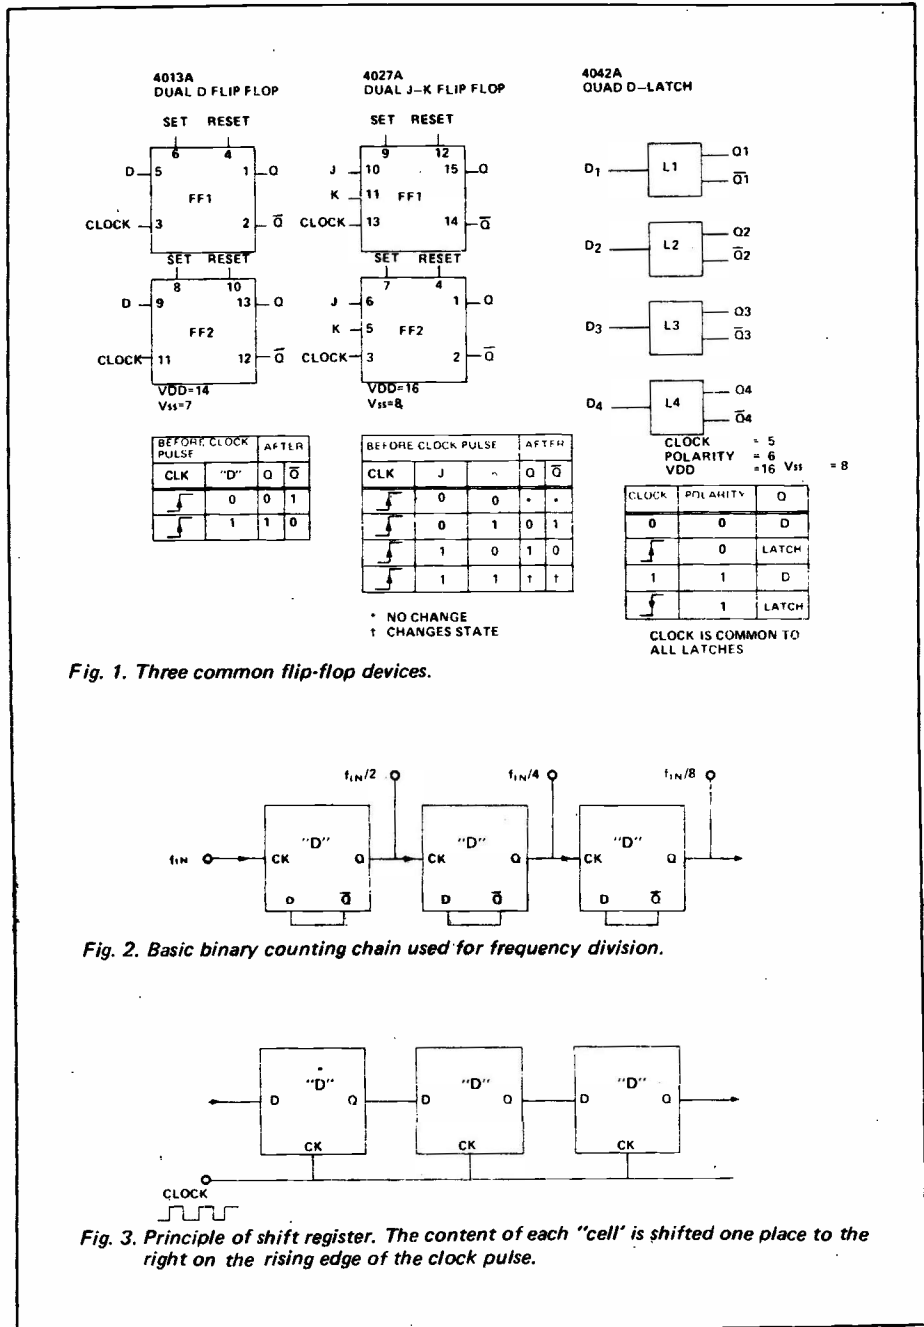 4013A
DUAL D FLIP FLOP
SET RESET
6 4
D 5 1 Q
FF1
CLOCK 3 2 Q̅
SET RESET
8 10
D 9 13 Q
FF2
CLOCK 11 12 Q̅
VDD=14
Vss=7
BEFORE CLOCK PULSE AFTER
CLK "D" Q Q̅
0 0 1
1 1 0
4027A
DUAL J-K FLIP FLOP
SET RESET
9 12
J 10 15 Q
K 11 FF1
CLOCK 13 14 Q̅
SET RESET
7 4
J 6 1 Q
K 5 FF2
CLOCK 3 2 Q̅
VDD=16
Vss=8
BEFORE CLOCK PULSE AFTER
CLK J Q Q̅
0 0 * *
0 1 0 1
1 0 1 0
1 1 † †
* NO CHANGE
† CHANGES STATE
4042A
QUAD D-LATCH
D1 L1 Q1
Q̅1
D2 L2 Q2
Q̅2
D3 L3 Q3
Q̅3
D4 L4 Q4
Q̅4
CLOCK = 5
POLARITY = 6
VDD =16 Vss = 8
CLOCK POLARITY Q
0 0 D
0 LATCH
1 1 D
1 LATCH
CLOCK IS COMMON TO
ALL LATCHES
Fig. 1. Three common flip-flop devices.
fIN/2 fIN/4 fIN/8
"D" "D" "D"
fIN CK Q CK Q CK Q
D Q̅ D Q̅ D Q̅
Fig. 2. Basic binary counting chain used for frequency division.
"D" "D" "D"
D Q D Q D Q
CK CK CK
CLOCK
Fig. 3. Principle of shift register. The content of each "cell' is shifted one place to the
right on the rising edge of the clock pulse.